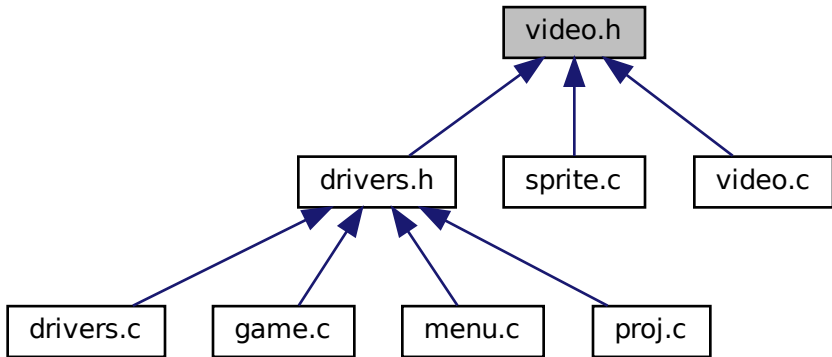 video.h
drivers.h
sprite.c
video.c
drivers.c
game.c
menu.c
proj.c